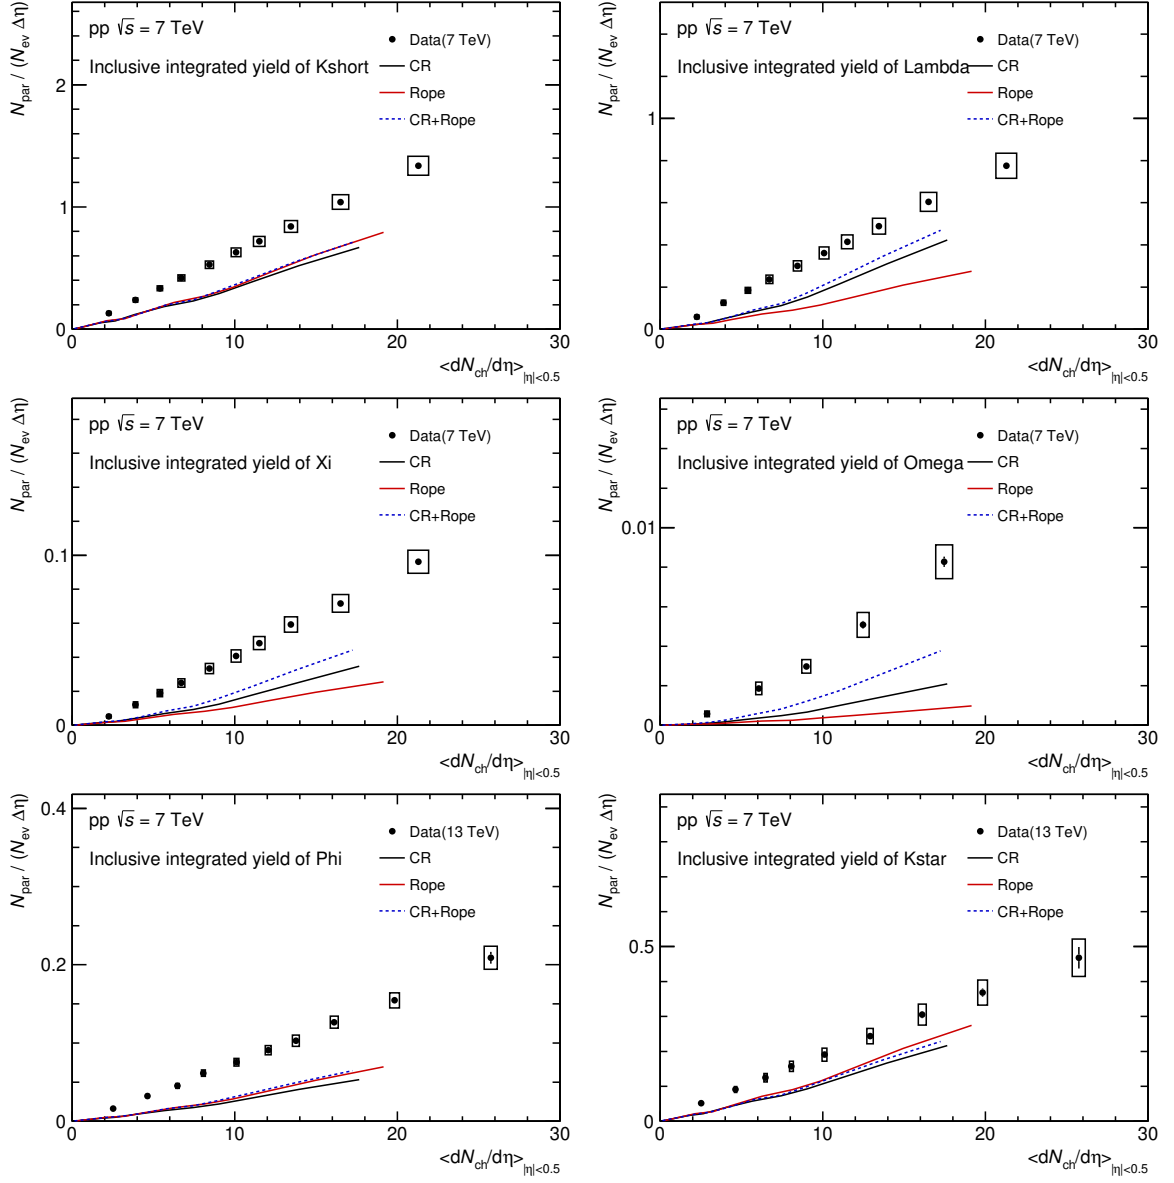 pp √s = 7 TeV
Inclusive integrated yield of Kshort
Data(7 TeV)
CR
Rope
CR+Rope
N_par / (N_ev Δη)
2
1
0
0 10 20 30
<dN_ch/dη>_|η|<0.5
pp √s = 7 TeV
Inclusive integrated yield of Lambda
Data(7 TeV)
CR
Rope
CR+Rope
N_par / (N_ev Δη)
1
0
0 10 20 30
<dN_ch/dη>_|η|<0.5
pp √s = 7 TeV
Inclusive integrated yield of Xi
Data(7 TeV)
CR
Rope
CR+Rope
N_par / (N_ev Δη)
0.1
0
0 10 20 30
<dN_ch/dη>_|η|<0.5
pp √s = 7 TeV
Inclusive integrated yield of Omega
Data(7 TeV)
CR
Rope
CR+Rope
N_par / (N_ev Δη)
0.01
0
0 10 20 30
<dN_ch/dη>_|η|<0.5
pp √s = 7 TeV
Inclusive integrated yield of Phi
Data(13 TeV)
CR
Rope
CR+Rope
N_par / (N_ev Δη)
0.4
0.2
0
0 10 20 30
<dN_ch/dη>_|η|<0.5
pp √s = 7 TeV
Inclusive integrated yield of Kstar
Data(13 TeV)
CR
Rope
CR+Rope
N_par / (N_ev Δη)
0.5
0
0 10 20 30
<dN_ch/dη>_|η|<0.5